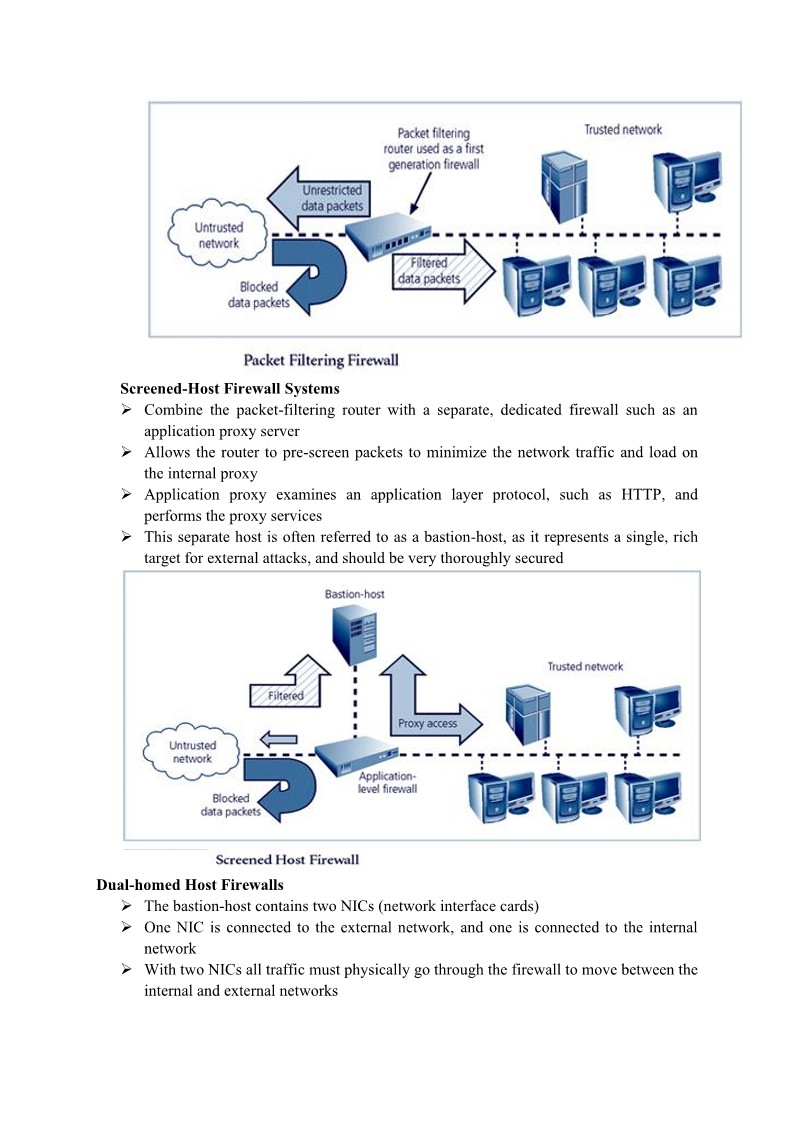 Packet filtering
router used as a first
generation firewall
Trusted network
Unrestricted
data packets
Untrusted
network
Filtered
data packets
Blocked
data packets
Packet Filtering Firewall
Screened-Host Firewall Systems
➢ Combine the packet-filtering router with a separate, dedicated firewall such as an
application proxy server
➢ Allows the router to pre-screen packets to minimize the network traffic and load on
the internal proxy
➢ Application proxy examines an application layer protocol, such as HTTP, and
performs the proxy services
➢ This separate host is often referred to as a bastion-host, as it represents a single, rich
target for external attacks, and should be very thoroughly secured
Bastion-host
Trusted network
Filtered
Proxy access
Untrusted
network
Application-
level firewall
Blocked
data packets
Screened Host Firewall
Dual-homed Host Firewalls
➢ The bastion-host contains two NICs (network interface cards)
➢ One NIC is connected to the external network, and one is connected to the internal
network
➢ With two NICs all traffic must physically go through the firewall to move between the
internal and external networks